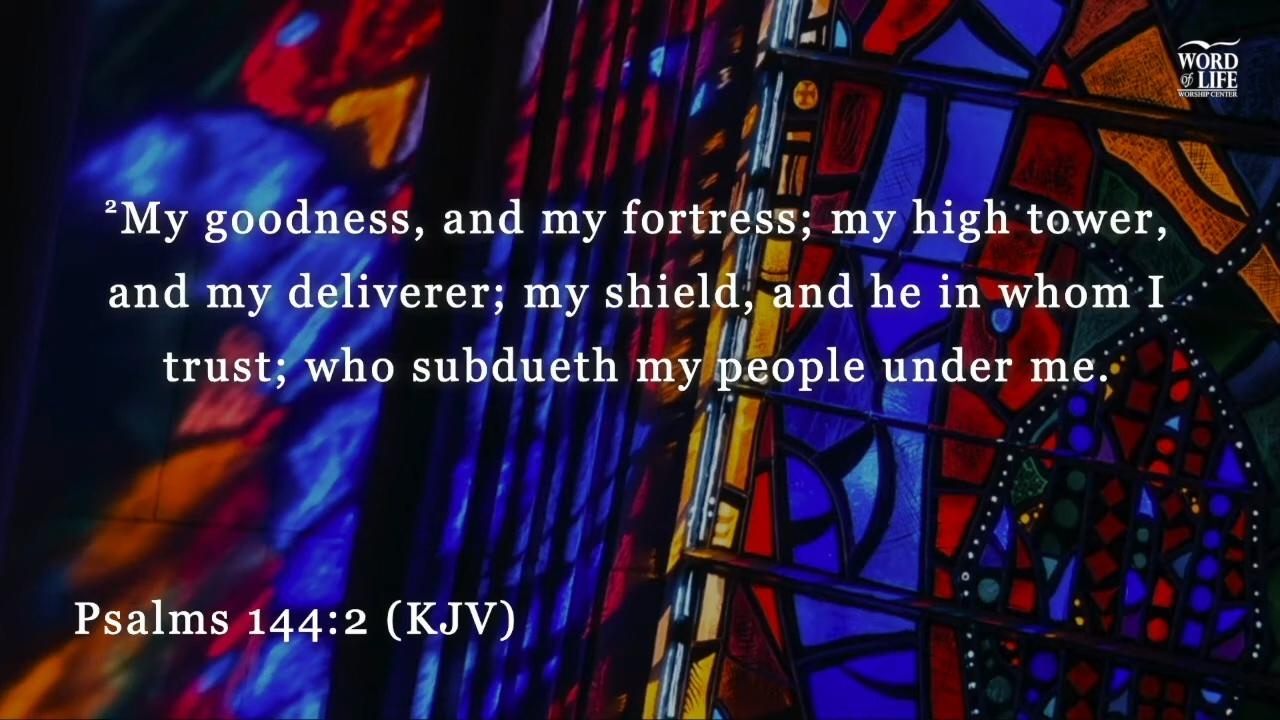 WORD
of LIFE
WORSHIP CENTER
²My goodness, and my fortress; my high tower,
and my deliverer; my shield, and he in whom I
trust; who subdueth my people under me.
Psalms 144:2 (KJV)